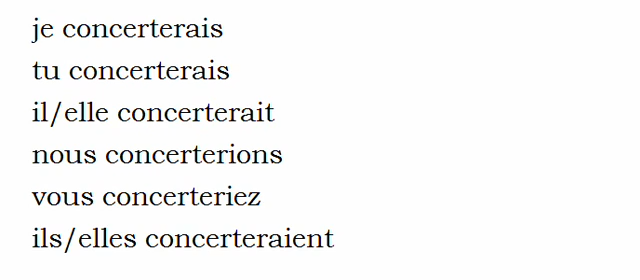 je concerterais
tu concerterais
il/elle concerterait
nous concerterions
vous concerteriez
ils/elles concerteraient